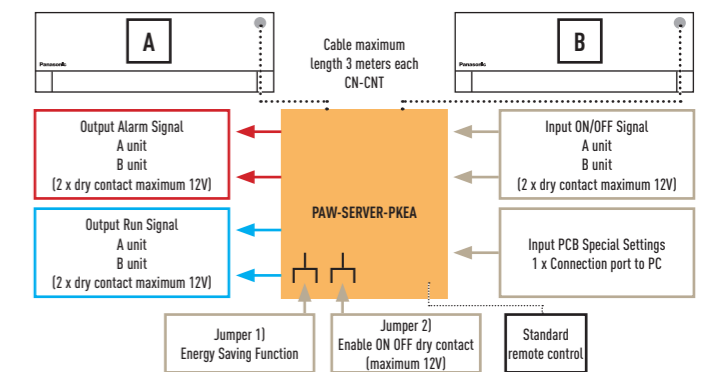 A
Panasonic
Cable maximum
length 3 meters each
CN-CNT
B
Panasonic
Output Alarm Signal
A unit
B unit
(2 x dry contact maximum 12V)
Input ON/OFF Signal
A unit
B unit
(2 x dry contact maximum 12V)
PAW-SERVER-PKEA
Output Run Signal
A unit
B unit
(2 x dry contact maximum 12V)
Input PCB Special Settings
1 x Connection port to PC
Jumper 1)
Energy Saving Function
Jumper 2)
Enable ON OFF dry contact
(maximum 12V)
Standard
remote control